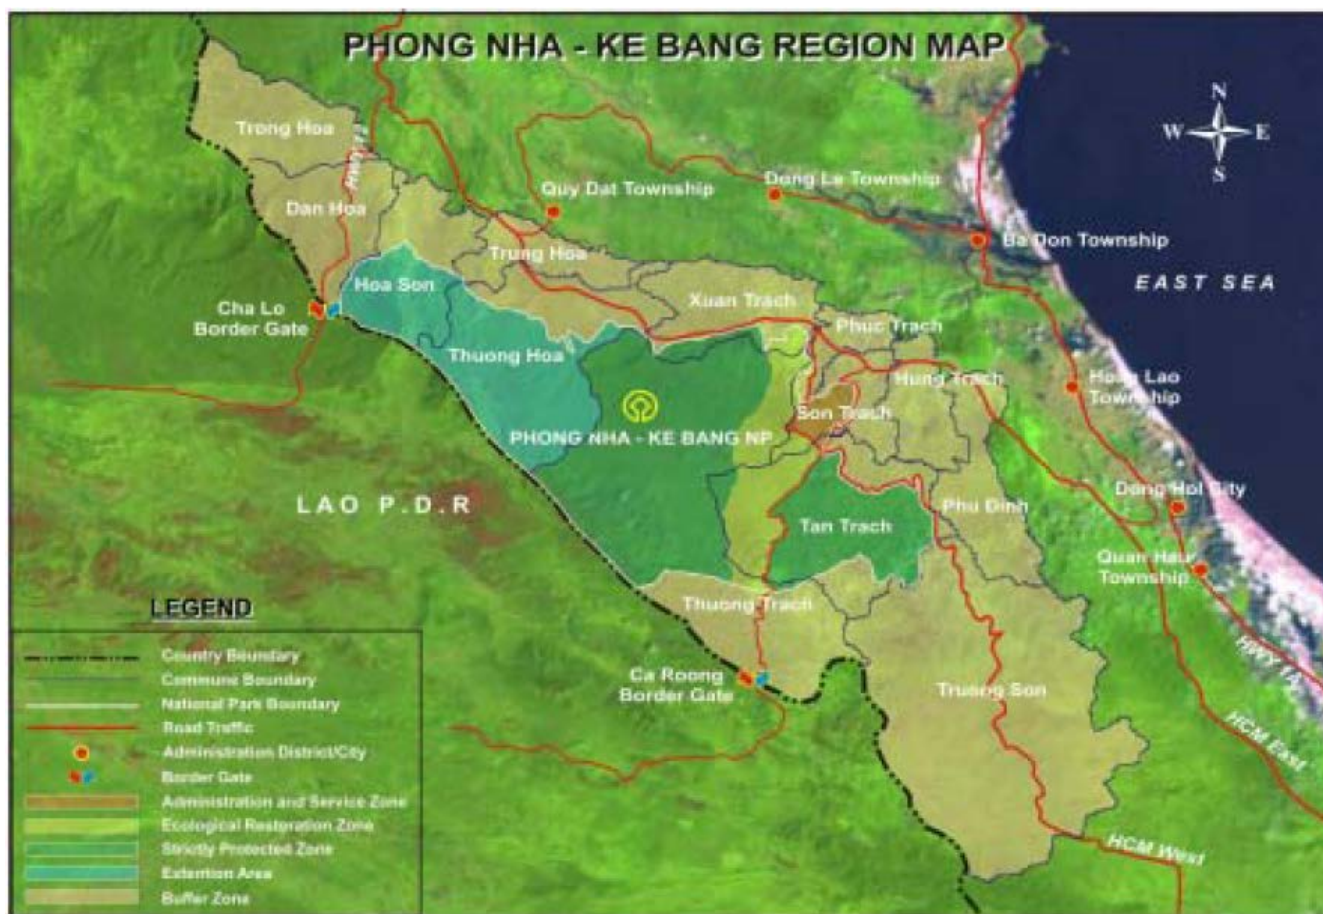 PHONG NHA - KE BANG REGION MAP
N
W E
S
Trong Hoa
HWY 12
Dan Hoa
Quy Dat Township
Dong Le Township
Ba Don Township
Trung Hoa
EAST SEA
Hoa Son
Xuan Trach
Cha Lo
Border Gate
Phuc Trach
Thuong Hoa
Hung Trach
Hoan Lao
Township
Son Trach
PHONG NHA - KE BANG NP
LAO P.D.R
Dong Hoi City
Phu Dinh
Tan Trach
Quan Hau
Township
Thuong Trach
HWY 1A
Ca Roong
Border Gate
Truong Son
HCM East
HCM West
LEGEND
Country Boundary
Commune Boundary
National Park Boundary
Road Traffic
Administration District/City
Border Gate
Administration and Service Zone
Ecological Restoration Zone
Strictly Protected Zone
Extention Area
Buffer Zone